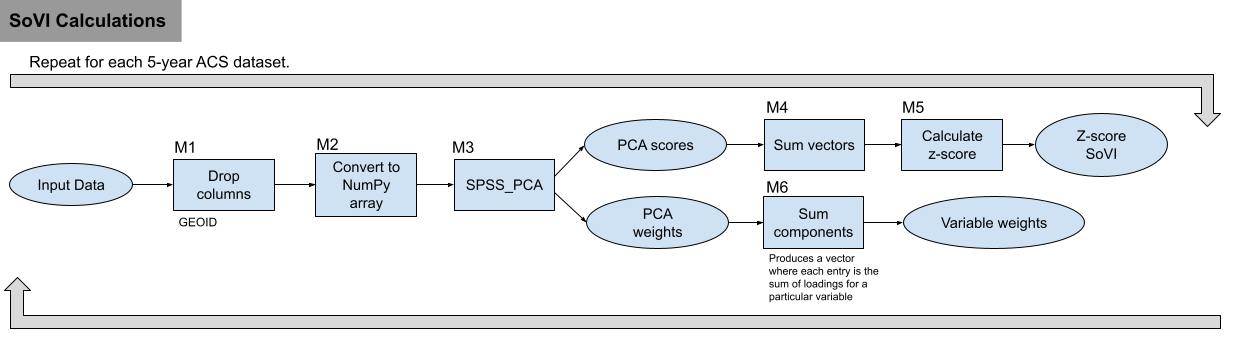 SoVI Calculations
Repeat for each 5-year ACS dataset.
Input Data
M1
Drop
columns
GEOID
M2
Convert to
NumPy
array
M3
SPSS_PCA
PCA scores
M4
Sum vectors
M5
Calculate
z-score
Z-score
SoVI
PCA
weights
M6
Sum
components
Produces a vector
where each entry is the
sum of loadings for a
particular variable
Variable weights